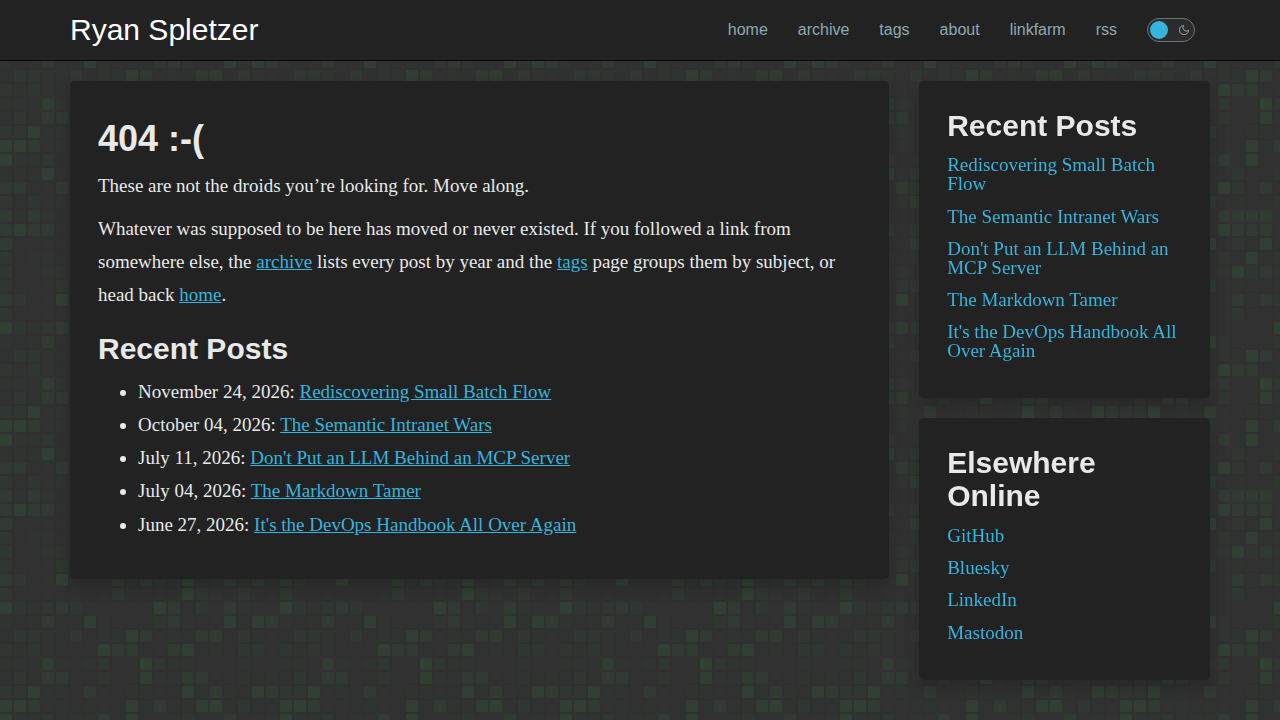 Ryan Spletzer
home
archive
tags
about
linkfarm
rss
404 :-(
These are not the droids you’re looking for. Move along.
Whatever was supposed to be here has moved or never existed. If you followed a link from
somewhere else, the archive lists every post by year and the tags page groups them by subject, or
head back home.
Recent Posts
November 24, 2026: Rediscovering Small Batch Flow
October 04, 2026: The Semantic Intranet Wars
July 11, 2026: Don't Put an LLM Behind an MCP Server
July 04, 2026: The Markdown Tamer
June 27, 2026: It's the DevOps Handbook All Over Again
Recent Posts
Rediscovering Small Batch
Flow
The Semantic Intranet Wars
Don't Put an LLM Behind an
MCP Server
The Markdown Tamer
It's the DevOps Handbook All
Over Again
Elsewhere
Online
GitHub
Bluesky
LinkedIn
Mastodon